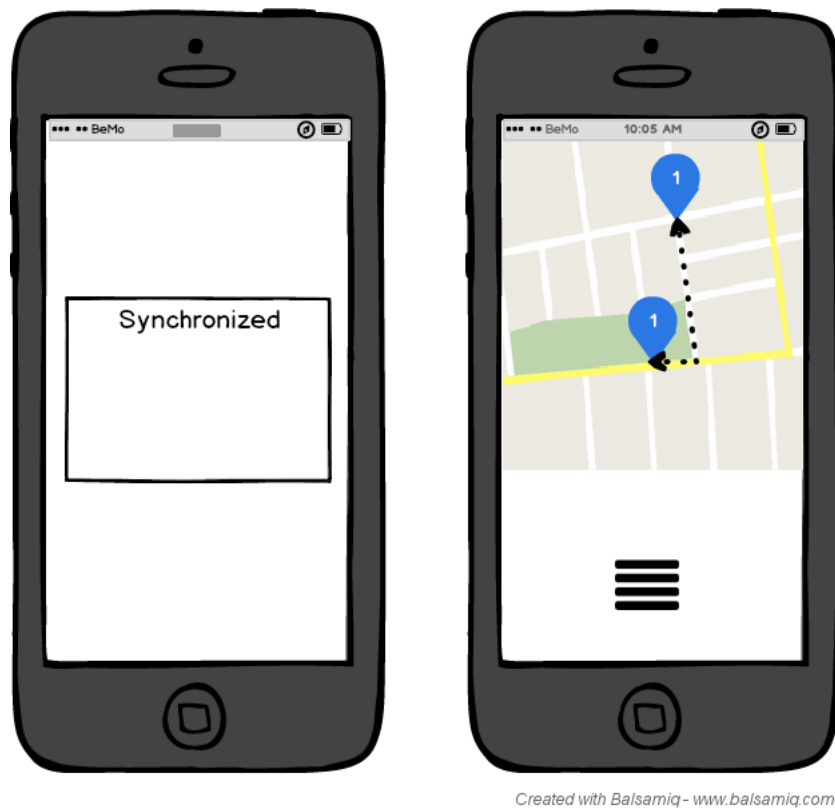 BeMo
Synchronized
BeMo 10:05 AM
1
1
Created with Balsamiq - www.balsamiq.com